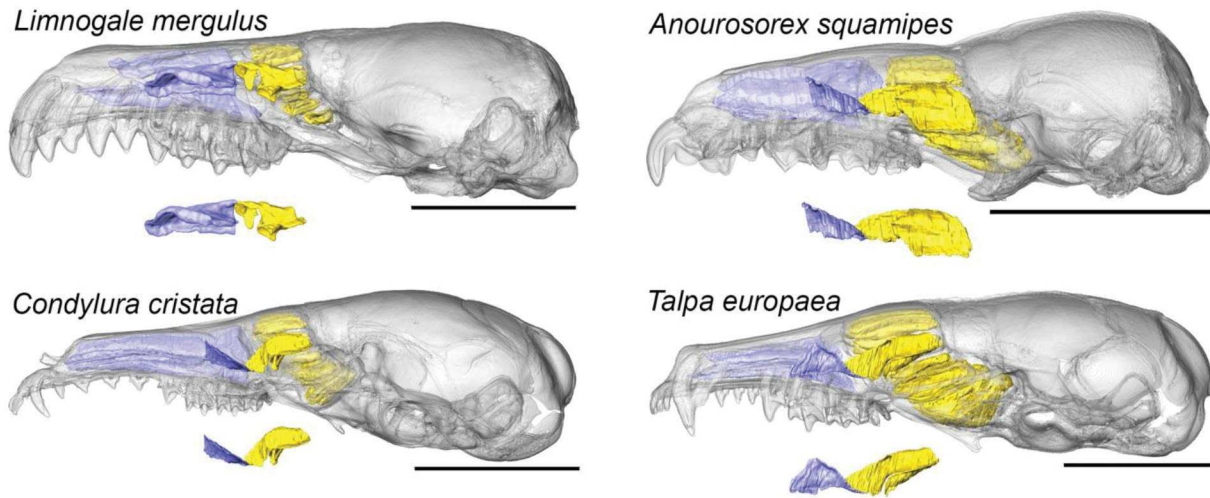 Limnogale mergulus
Anourosorex squamipes
Condylura cristata
Talpa europaea